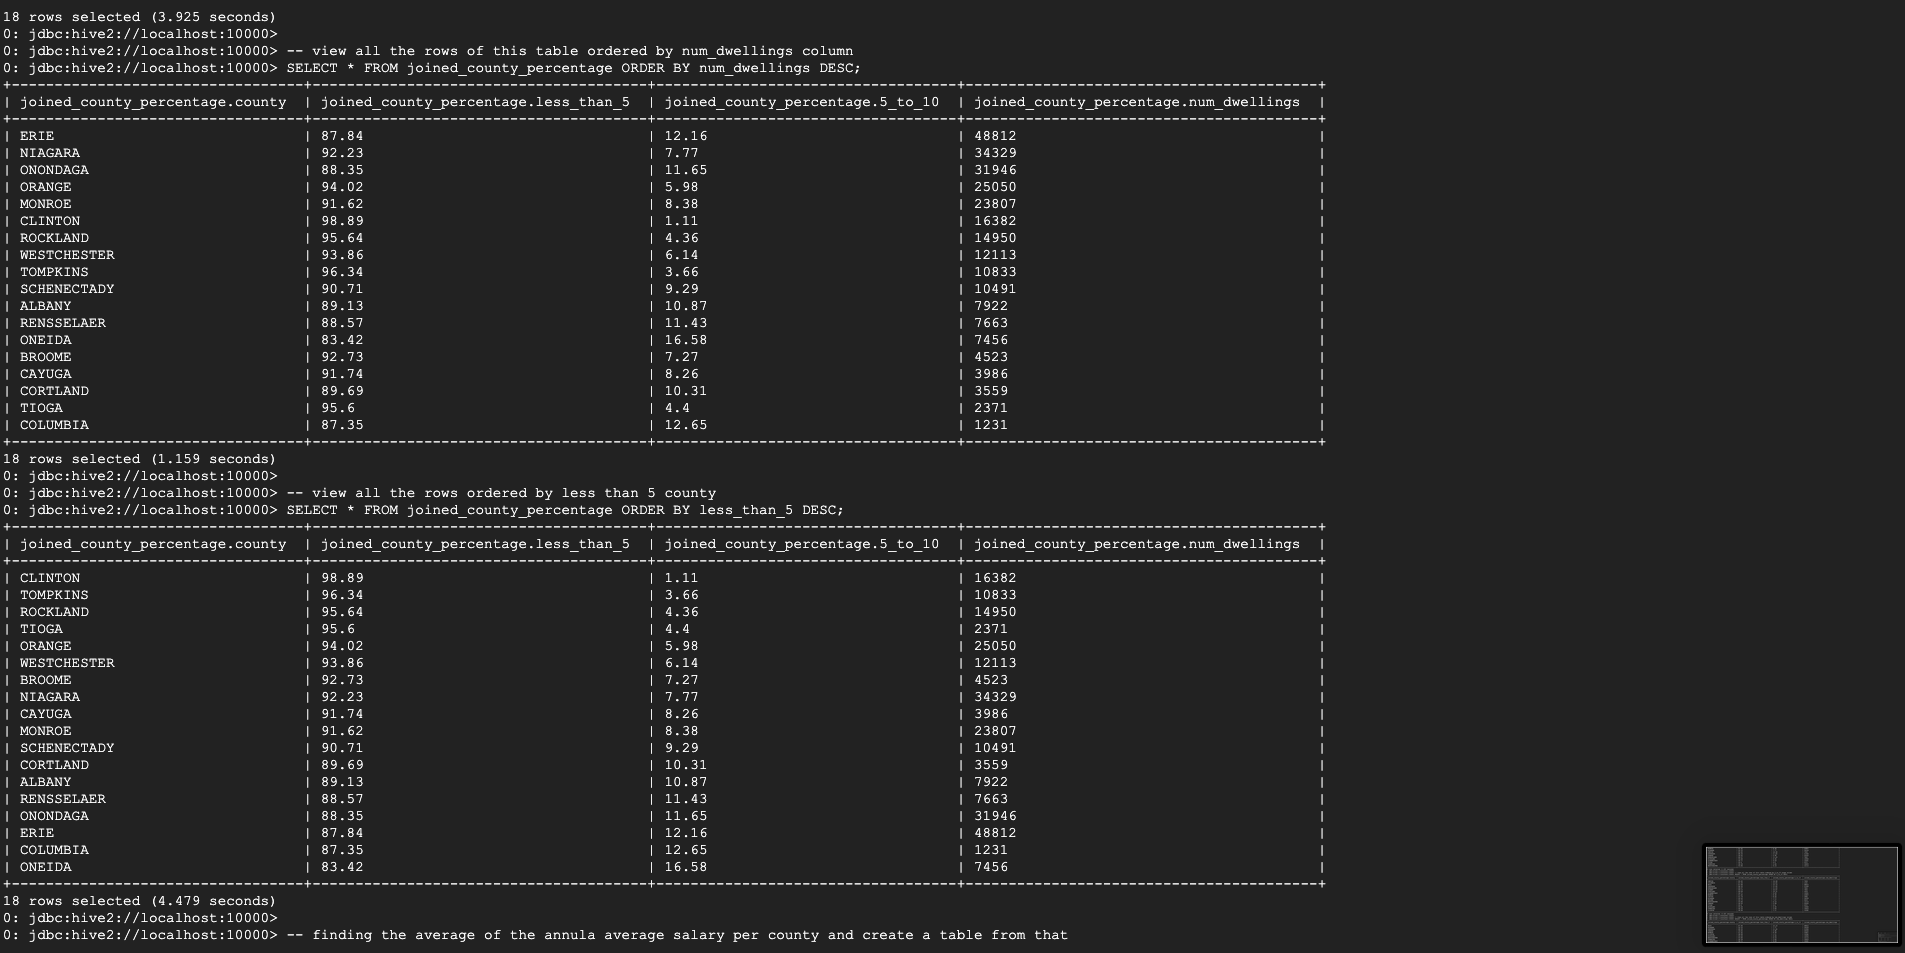 18 rows selected (3.925 seconds)
0: jdbc:hive2://localhost:10000>
0: jdbc:hive2://localhost:10000> -- view all the rows of this table ordered by num_dwellings column
0: jdbc:hive2://localhost:10000> SELECT * FROM joined_county_percentage ORDER BY num_dwellings DESC;
| joined_county_percentage.county | joined_county_percentage.less_than_5 | joined_county_percentage.5_to_10 | joined_county_percentage.num_dwellings |
| ERIE | 87.84 | 12.16 | 48812 |
| NIAGARA | 92.23 | 7.77 | 34329 |
| ONONDAGA | 88.35 | 11.65 | 31946 |
| ORANGE | 94.02 | 5.98 | 25050 |
| MONROE | 91.62 | 8.38 | 23807 |
| CLINTON | 98.89 | 1.11 | 16382 |
| ROCKLAND | 95.64 | 4.36 | 14950 |
| WESTCHESTER | 93.86 | 6.14 | 12113 |
| TOMPKINS | 96.34 | 3.66 | 10833 |
| SCHENECTADY | 90.71 | 9.29 | 10491 |
| ALBANY | 89.13 | 10.87 | 7922 |
| RENSSELAER | 88.57 | 11.43 | 7663 |
| ONEIDA | 83.42 | 16.58 | 7456 |
| BROOME | 92.73 | 7.27 | 4523 |
| CAYUGA | 91.74 | 8.26 | 3986 |
| CORTLAND | 89.69 | 10.31 | 3559 |
| TIOGA | 95.6 | 4.4 | 2371 |
| COLUMBIA | 87.35 | 12.65 | 1231 |
18 rows selected (1.159 seconds)
0: jdbc:hive2://localhost:10000>
0: jdbc:hive2://localhost:10000> -- view all the rows ordered by less than 5 county
0: jdbc:hive2://localhost:10000> SELECT * FROM joined_county_percentage ORDER BY less_than_5 DESC;
| joined_county_percentage.county | joined_county_percentage.less_than_5 | joined_county_percentage.5_to_10 | joined_county_percentage.num_dwellings |
| CLINTON | 98.89 | 1.11 | 16382 |
| TOMPKINS | 96.34 | 3.66 | 10833 |
| ROCKLAND | 95.64 | 4.36 | 14950 |
| TIOGA | 95.6 | 4.4 | 2371 |
| ORANGE | 94.02 | 5.98 | 25050 |
| WESTCHESTER | 93.86 | 6.14 | 12113 |
| BROOME | 92.73 | 7.27 | 4523 |
| NIAGARA | 92.23 | 7.77 | 34329 |
| CAYUGA | 91.74 | 8.26 | 3986 |
| MONROE | 91.62 | 8.38 | 23807 |
| SCHENECTADY | 90.71 | 9.29 | 10491 |
| CORTLAND | 89.69 | 10.31 | 3559 |
| ALBANY | 89.13 | 10.87 | 7922 |
| RENSSELAER | 88.57 | 11.43 | 7663 |
| ONONDAGA | 88.35 | 11.65 | 31946 |
| ERIE | 87.84 | 12.16 | 48812 |
| COLUMBIA | 87.35 | 12.65 | 1231 |
| ONEIDA | 83.42 | 16.58 | 7456 |
18 rows selected (4.479 seconds)
0: jdbc:hive2://localhost:10000>
0: jdbc:hive2://localhost:10000> -- finding the average of the annula average salary per county and create a table from that